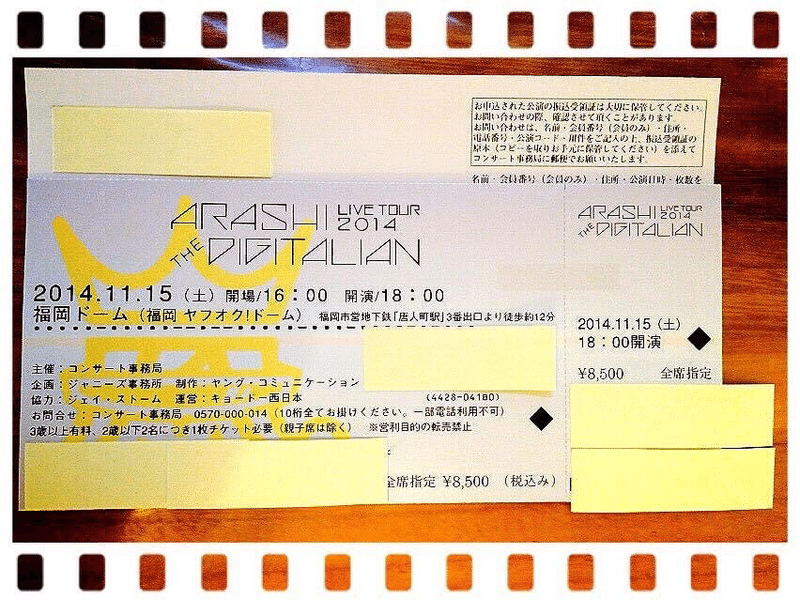 お申込された公演の振込受領証は大切に保管してください。
お問い合わせの際、確認させて頂くことがあります。
お問い合わせは、名前・会員番号(会員のみ)・住所・
電話番号・公演コード・用件をご記入の上、振込受領証の
原本(コピーを取りお手元に保管してください)を添えて
コンサート事務局に郵便でお願いいたします。
名前・会員番号(会員のみ)・住所・公演日時・枚数を
ARASHI LIVE TOUR 2014
THE DIGITALIAN
2014.11.15(土) 開場/16:00 開演/18:00
福岡ドーム(福岡 ヤフオク!ドーム) 福岡市営地下鉄「唐人町駅」3番出口より徒歩約12分
主催:コンサート事務局
企画:ジャニーズ事務所 制作:ヤング・コミュニケーション
協力:ジェイ・ストーム 運営:キョードー西日本 (4428-0418D)
お問合せ:コンサート事務局 0570-000-014(10桁全てお掛けください。一部電話利用不可)
3歳以上有料、2歳以下2名につき1枚チケット必要(親子席は除く) ※営利目的の転売禁止
全席指定 ¥8,500 (税込み)
ARASHI LIVE TOUR 2014
THE DIGITALIAN
2014.11.15(土)
18:00開演
¥8,500 全席指定